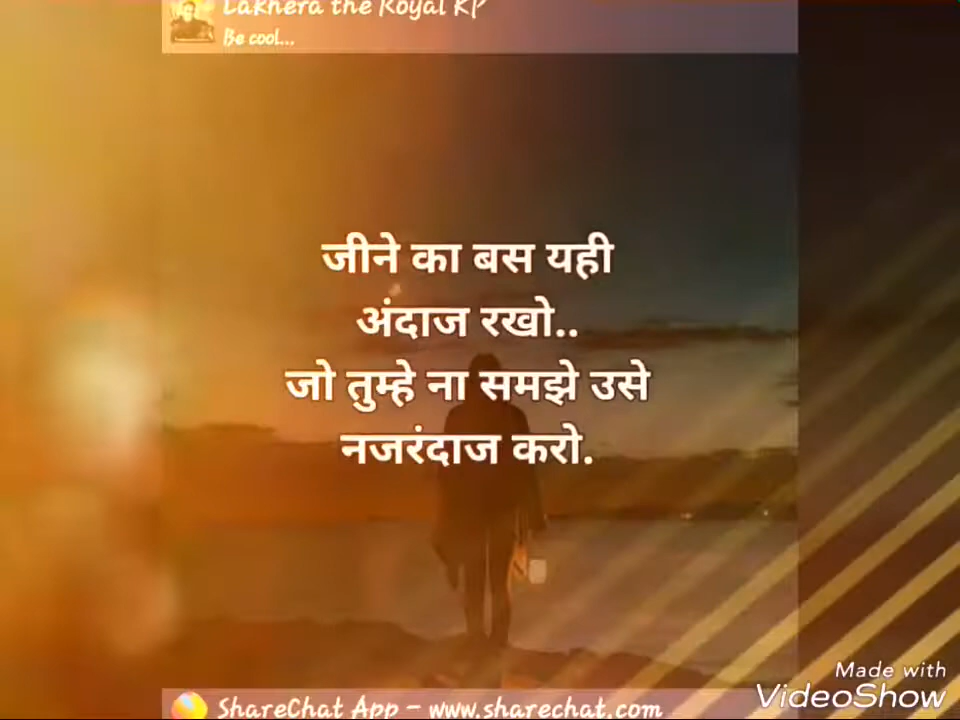 Lakhera the Royal KP
Be cool...
जीने का बस यही
अंदाज रखो..
जो तुम्हे ना समझे उसे
नजरंदाज करो.
Made with
VideoShow
ShareChat App - www.sharechat.com